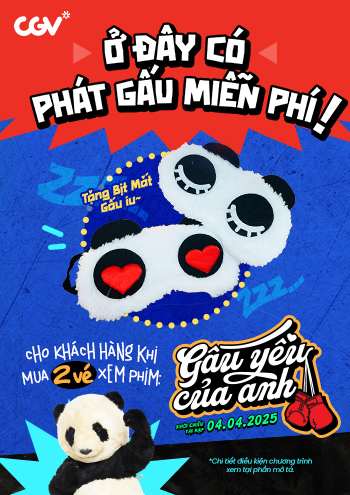 CGV*
Ở ĐÂY CÓ
PHÁT GẤU MIỄN PHÍ!
Tặng Bịt Mắt
Gấu iu~
ZZ
ZZZ...
CHO KHÁCH HÀNG KHI
MUA 2 vé XEM PHIM:
Gấu yêu
của anh
KHỞI CHIẾU
TẠI RẠP 04.04.2025
*Chi tiết điều kiện chương trình
xem tại phần mô tả.